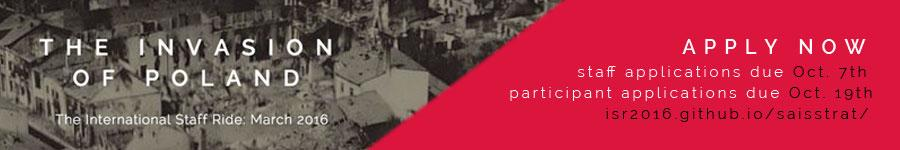 THE INVASION
OF POLAND
The International Staff Ride: March 2016
APPLY NOW
staff applications due Oct. 7th
participant applications due Oct. 19th
isr2016.github.io/saisstrat/